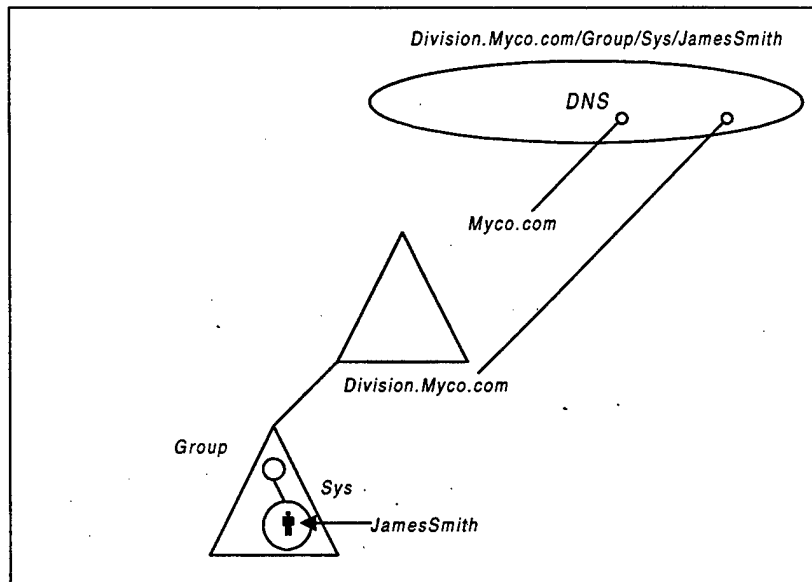 Division.Myco.com/Group/Sys/JamesSmith
DNS
Myco.com
Division.Myco.com
Group
Sys
JamesSmith